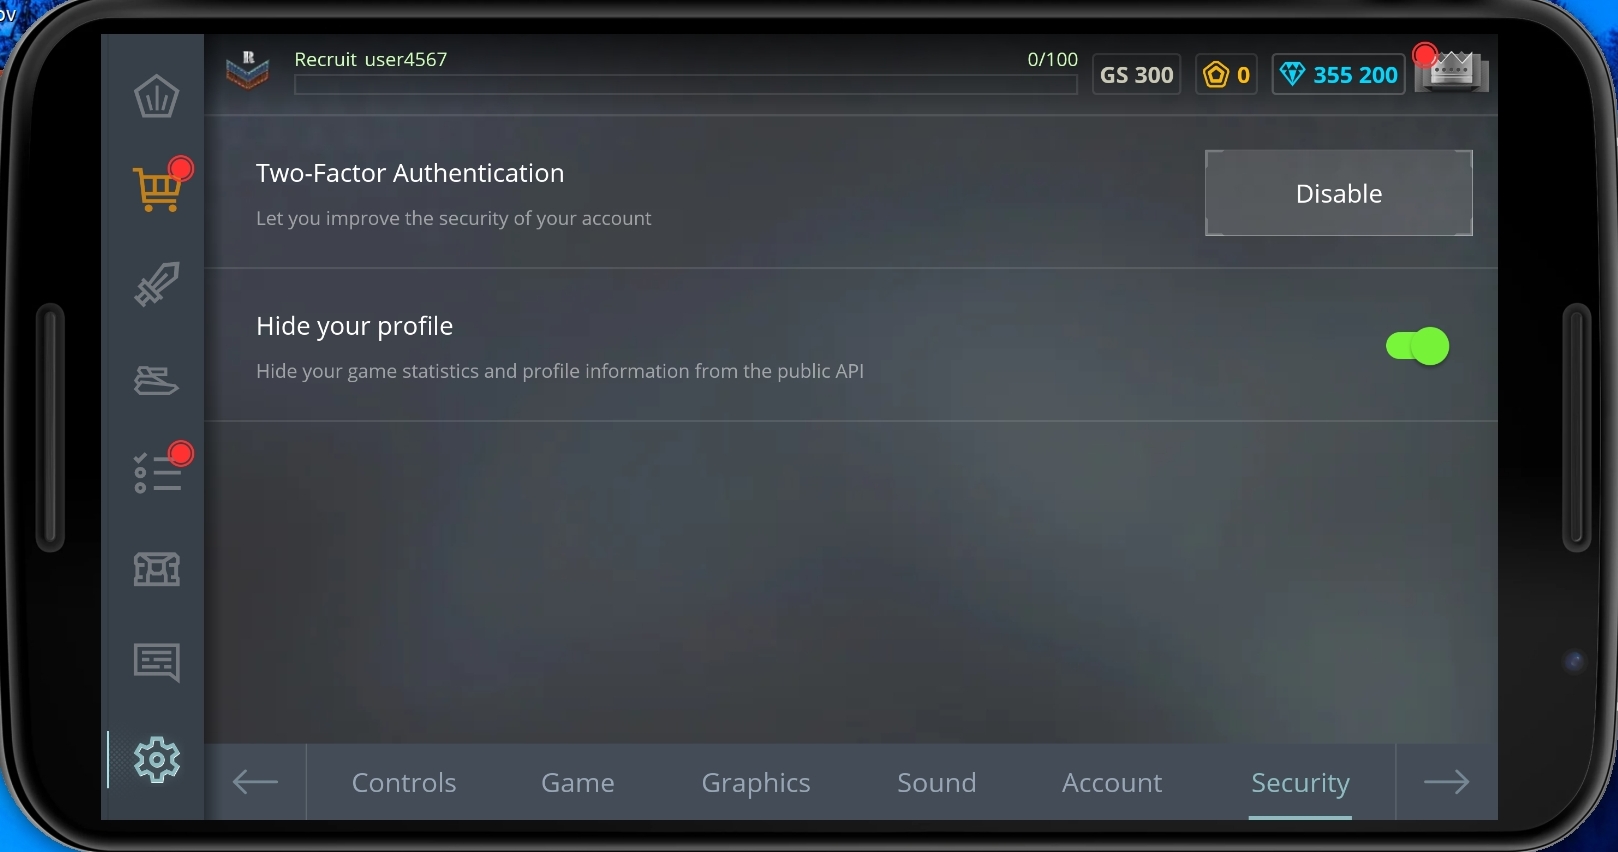 ov
R
Recruit user4567
0/100
GS 300
0
355 200
Two-Factor Authentication
Let you improve the security of your account
Disable
Hide your profile
Hide your game statistics and profile information from the public API
Controls
Game
Graphics
Sound
Account
Security